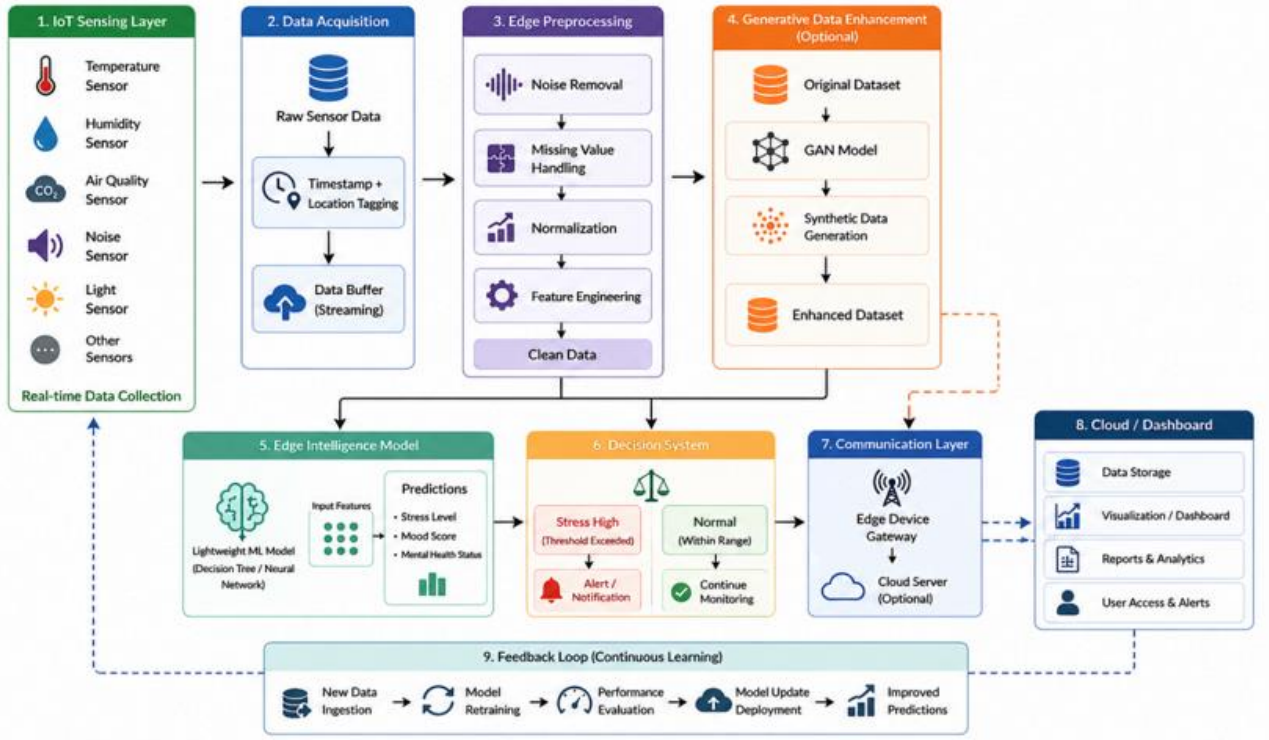 1. IoT Sensing Layer
Temperature
Sensor
Humidity
Sensor
CO₂
Air Quality
Sensor
Noise
Sensor
Light
Sensor
Other
Sensors
Real-time Data Collection
2. Data Acquisition
Raw Sensor Data
Timestamp +
Location Tagging
Data Buffer
(Streaming)
3. Edge Preprocessing
Noise Removal
Missing Value
Handling
Normalization
Feature Engineering
Clean Data
4. Generative Data Enhancement
(Optional)
Original Dataset
GAN Model
Synthetic Data
Generation
Enhanced Dataset
5. Edge Intelligence Model
Lightweight ML Model
(Decision Tree / Neural
Network)
Input Features
Predictions
• Stress Level
• Mood Score
• Mental Health Status
6. Decision System
Stress High
(Threshold Exceeded)
Alert /
Notification
Normal
(Within Range)
Continue
Monitoring
7. Communication Layer
Edge Device
Gateway
Cloud Server
(Optional)
8. Cloud / Dashboard
Data Storage
Visualization / Dashboard
Reports & Analytics
User Access & Alerts
9. Feedback Loop (Continuous Learning)
New Data
Ingestion
Model
Retraining
Performance
Evaluation
Model Update
Deployment
Improved
Predictions